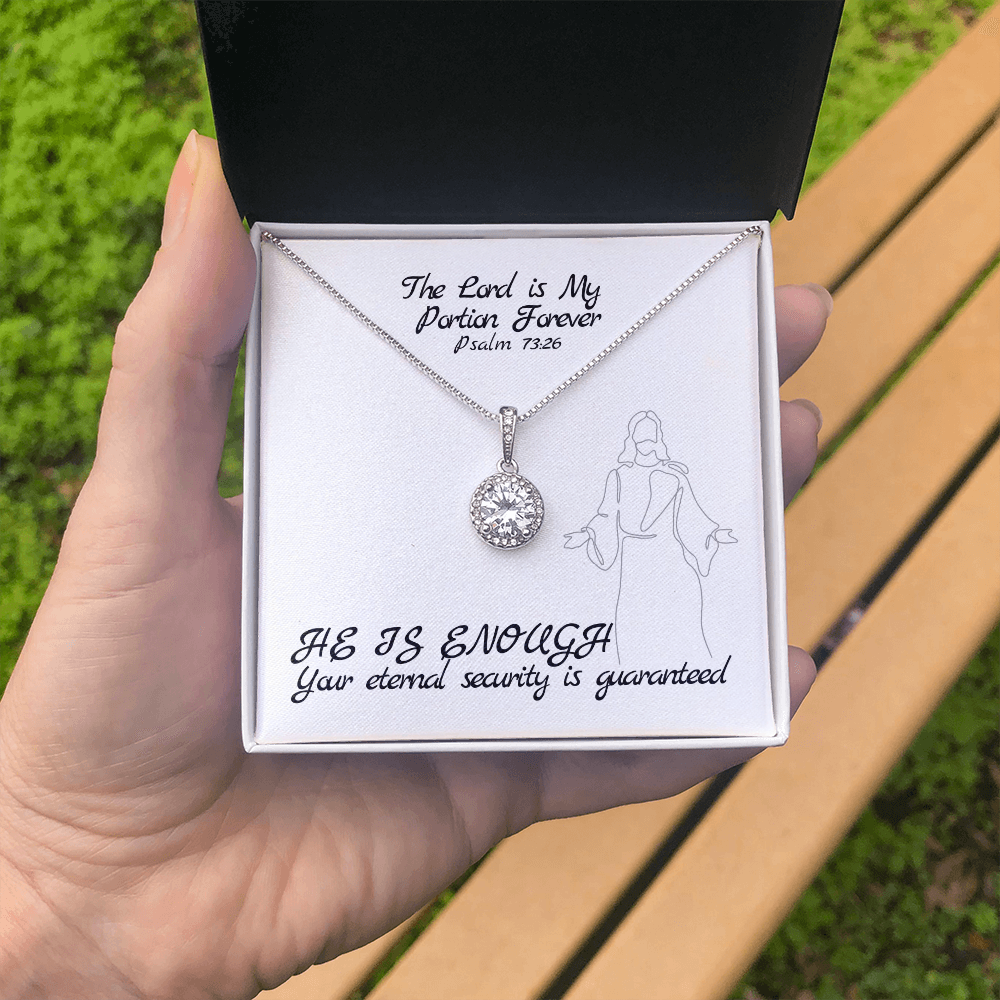 The Lord is My
Portion Forever
Psalm 73:26
HE IS ENOUGH
Your eternal security is guaranteed